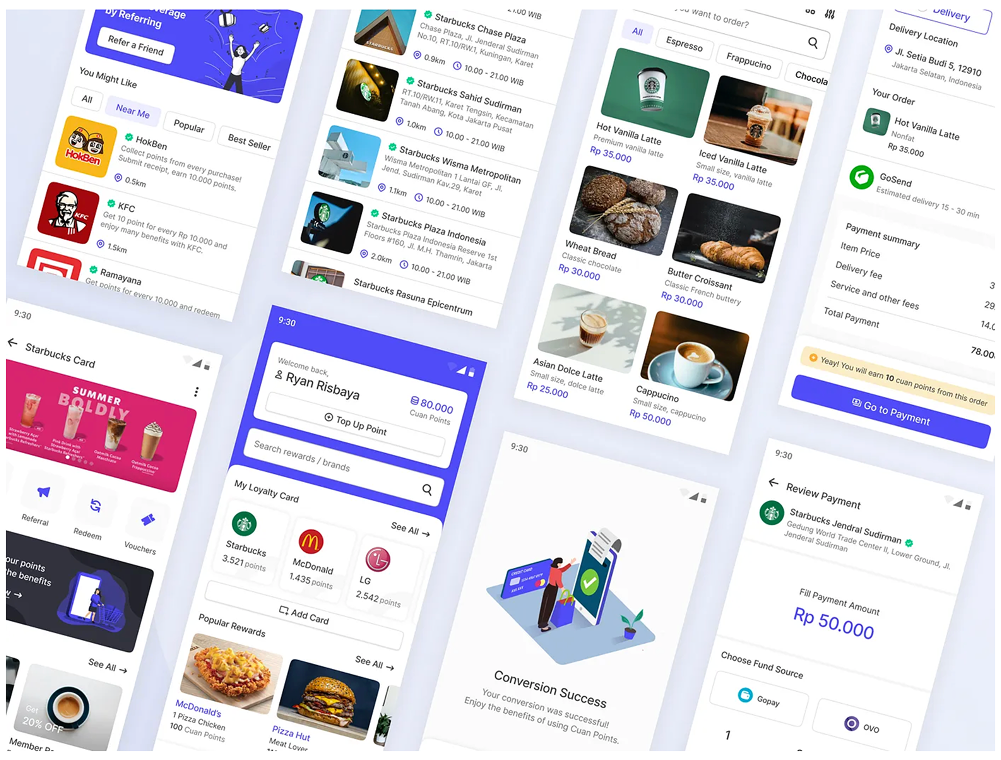 verage
by Referring
Refer a Friend
You Might Like
All
Near Me
Popular
Best Seller
HokBen
HokBen
Collect points from every purchase!
Submit receipt, earn 10.000 points.
0.5km
KFC
KFC
Get 10 point for every Rp 10.000 and
enjoy many benefits with KFC.
1.5km
Ramayana
Get points for every 10.000 and redeem
21.00 WIB
STARBUCKS
Starbucks Chase Plaza
Chase Plaza, Jl. Jenderal Sudirman
No.10, RT.10/RW.1, Kuningan, Karet
0.9km
10.00 - 21.00 WIB
Starbucks Sahid Sudirman
RT.10/RW.11, Karet Tengsin, Kecamatan
Tanah Abang, Kota Jakarta Pusat
1.0km
10.00 - 21.00 WIB
Starbucks Wisma Metropolitan
Wisma Metropolitan 1 Lantai GF, Jl.
Jend. Sudirman Kav.29, Karet
1.1km
10.00 - 21.00 WIB
Starbucks Plaza Indonesia
Starbucks Plaza Indonesia Reserve 1st
Floors #160, Jl. M.H. Thamrin, Jakarta
2.0km
10.00 - 21.00 WIB
Starbucks Rasuna Epicentrum
you want to order?
All
Espresso
Frappucino
Chocola
Hot Vanilla Latte
Premium vanilla latte
Rp 35.000
Iced Vanilla Latte
Small size, vanilla latte
Rp 35.000
Wheat Bread
Classic chocolate
Rp 30.000
Butter Croissant
Classic French buttery
Rp 30.000
Asian Dolce Latte
Small size, dolce latte
Rp 25.000
Cappucino
Small size, cappucino
Rp 50.000
Delivery
Delivery Location
Jl. Setia Budi 5, 12910
Jakarta Selatan, Indonesia
Your Order
Hot Vanilla Latte
Nonfat
Rp 35.000
GoSend
Estimated delivery 15 - 30 min
Payment summary
Item Price
3
Delivery fee
29.
Service and other fees
14.0
Total Payment
78.00
Yeay! You will earn 10 cuan points from this order
Go to Payment
9:30
Starbucks Card
SUMMER
BOLDLY
Referral
Redeem
Vouchers
our points
the benefits
See All
Get
20% OFF
9:30
Welcome back,
Ryan Risbaya
80.000
Cuan Points
Top Up Point
Search rewards / brands
My Loyalty Card
See All
Starbucks
3.521 points
McDonald
1.435 points
LG
2.542 points
Add Card
Popular Rewards
See All
McDonald's
1 Pizza Chicken
100 Cuan Points
Pizza Hut
Meat Lover
9:30
CREDIT CARD
Conversion Success
Your conversion was successful!
Enjoy the benefits of using Cuan Points.
9:30
Review Payment
Starbucks Jendral Sudirman
Gedung World Trade Center II, Lower Ground, Jl.
Jenderal Sudirman
Fill Payment Amount
Rp 50.000
Choose Fund Source
Gopay
OVO
1